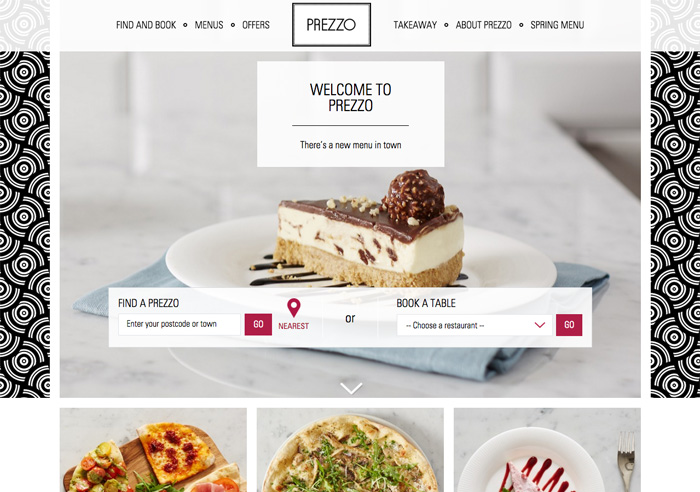 FIND AND BOOK
MENUS
OFFERS
PREZZO
TAKEAWAY
ABOUT PREZZO
SPRING MENU
WELCOME TO
PREZZO
There's a new menu in town
FIND A PREZZO
Enter your postcode or town
GO
NEAREST
or
BOOK A TABLE
-- Choose a restaurant --
GO